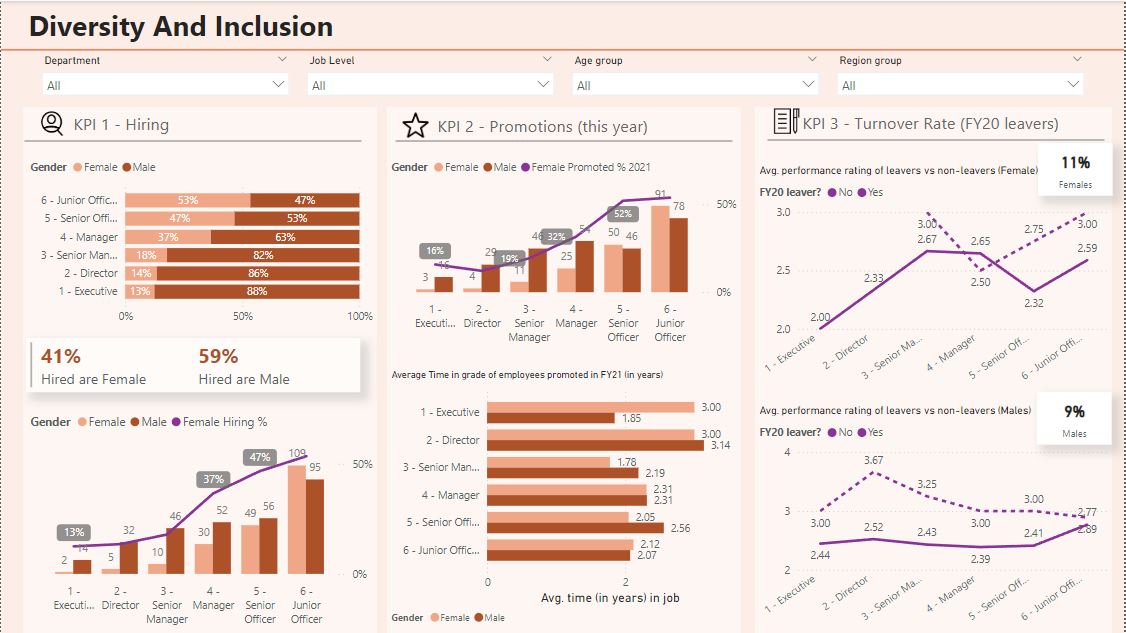 Diversity And Inclusion
Department
Job Level
Age group
Region group
All
All
All
All
KPI 1 - Hiring
Gender Female Male
6 - Junior Offic... 53% 47%
5 - Senior Offi... 47% 53%
4 - Manager 37% 63%
3 - Senior Man... 18% 82%
2 - Director 14% 86%
1 - Executive 13% 88%
0% 50% 100%
41% 59%
Hired are Female Hired are Male
Gender Female Male Female Hiring %
109
47% 95
50%
37%
49 56
52
46
30
13% 32
14
10
2 5
0%
1 - Executi...
2 - Director
3 - Senior Manager
4 - Manager
5 - Senior Officer
6 - Junior Officer
KPI 2 - Promotions (this year)
Gender Female Male Female Promoted % 2021
91
78
50%
52%
50 46
54
32%
46
25
29
19%
16%
16
11
3 4
0%
1 - Executi...
2 - Director
3 - Senior Manager
4 - Manager
5 - Senior Officer
6 - Junior Officer
Average Time in grade of employees promoted in FY21 (in years)
1 - Executive 3.00
1.85
2 - Director 3.00
3.14
3 - Senior Man... 1.78
2.19
4 - Manager 2.31
2.31
5 - Senior Offi... 2.05
2.56
6 - Junior Offic... 2.12
2.07
0 2
Avg. time (in years) in job
Gender Female Male
KPI 3 - Turnover Rate (FY20 leavers)
11%
Females
Avg. performance rating of leavers vs non-leavers (Female)
FY20 leaver? No Yes
3.0
3.00 2.75 3.00
2.67 2.65 2.59
2.5
2.33 2.50 2.32
2.00
2.0
1 - Executive
2 - Director
3 - Senior Ma...
4 - Manager
5 - Senior Off...
6 - Junior Offi...
Avg. performance rating of leavers vs non-leavers (Males)
9%
Males
FY20 leaver? No Yes
4
3.67
3.25
3.00
2.77
3
3.00 3.00
2.89
2.52 2.43 2.41
2.44 2.39
2
1 - Executive
2 - Director
3 - Senior Ma...
4 - Manager
5 - Senior Off...
6 - Junior Offi...